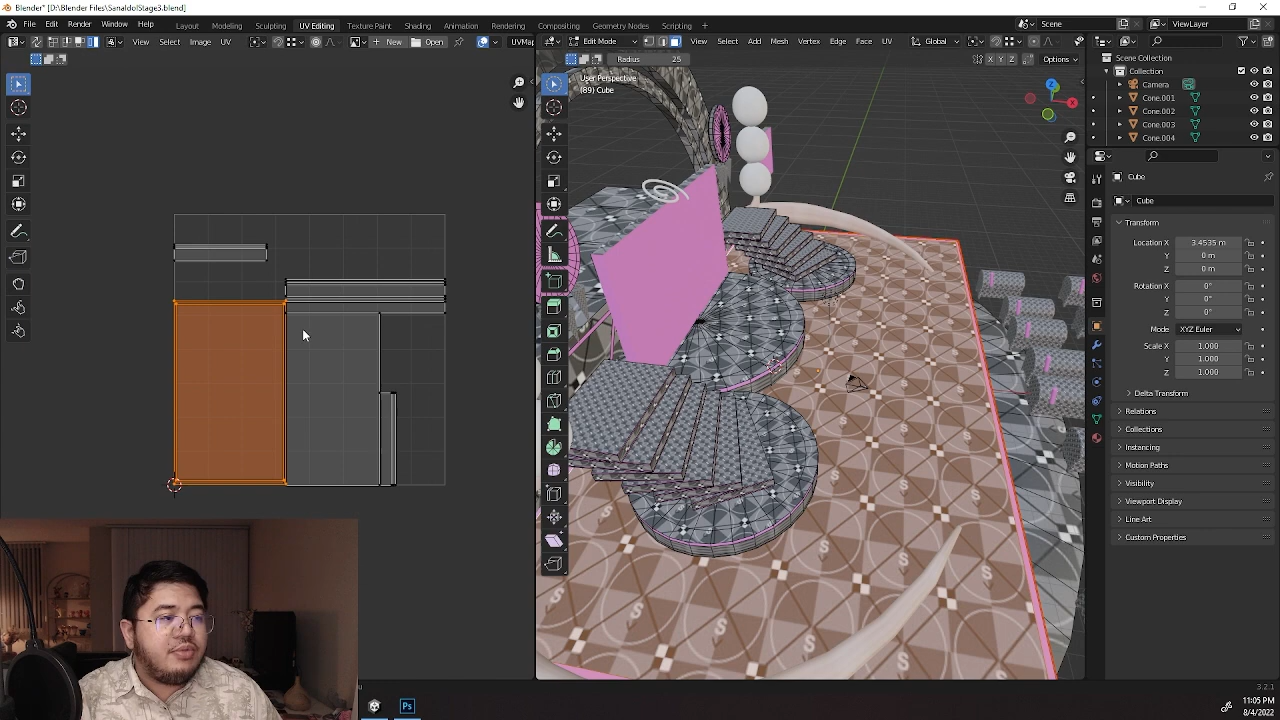 Blender* [D:\Blender Files\SanaIdolStage3.blend]
File Edit Render Window Help
Layout Modeling Sculpting UV Editing Texture Paint Shading Animation Rendering Compositing Geometry Nodes Scripting +
Scene
ViewLayer
View Select Image UV
New
Open
UVMap
Edit Mode
View Select Add Mesh Vertex Edge Face UV
Global
Radius 25
X Y Z
Options
User Perspective
(89) Cube
Z
X
Scene Collection
Collection
Camera
Cone.001
Cone.002
Cone.003
Cone.004
Cube
Cube
Transform
Location X 3.4535 m
Y 0 m
Z 0 m
Rotation X 0°
Y 0°
Z 0°
Mode XYZ Euler
Scale X 1.000
Y 1.000
Z 1.000
Delta Transform
Relations
Collections
Instancing
Motion Paths
Visibility
Viewport Display
Line Art
Custom Properties
3.2.1
Ps
11:05 PM
8/4/2022